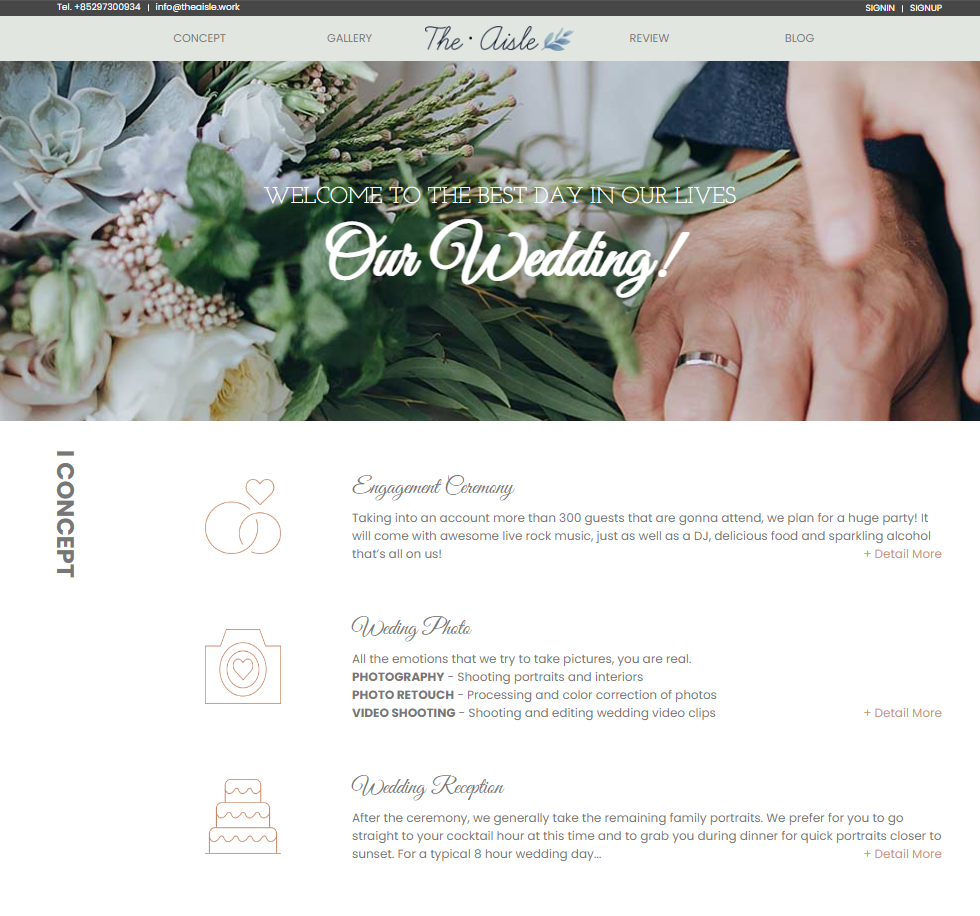 Tel. +85297300934 | info@theaisle.work
SIGNIN | SIGNUP
CONCEPT
GALLERY
The · Aisle
REVIEW
BLOG
WELCOME TO THE BEST DAY IN OUR LIVES
Our Wedding!
I CONCEPT
Engagement Ceremony
Taking into an account more than 300 guests that are gonna attend, we plan for a huge party! It
will come with awesome live rock music, just as well as a DJ, delicious food and sparkling alcohol
that's all on us!
+ Detail More
Weding Photo
All the emotions that we try to take pictures, you are real.
PHOTOGRAPHY - Shooting portraits and interiors
PHOTO RETOUCH - Processing and color correction of photos
VIDEO SHOOTING - Shooting and editing wedding video clips
+ Detail More
Wedding Reception
After the ceremony, we generally take the remaining family portraits. We prefer for you to go
straight to your cocktail hour at this time and to grab you during dinner for quick portraits closer to
sunset. For a typical 8 hour wedding day...
+ Detail More